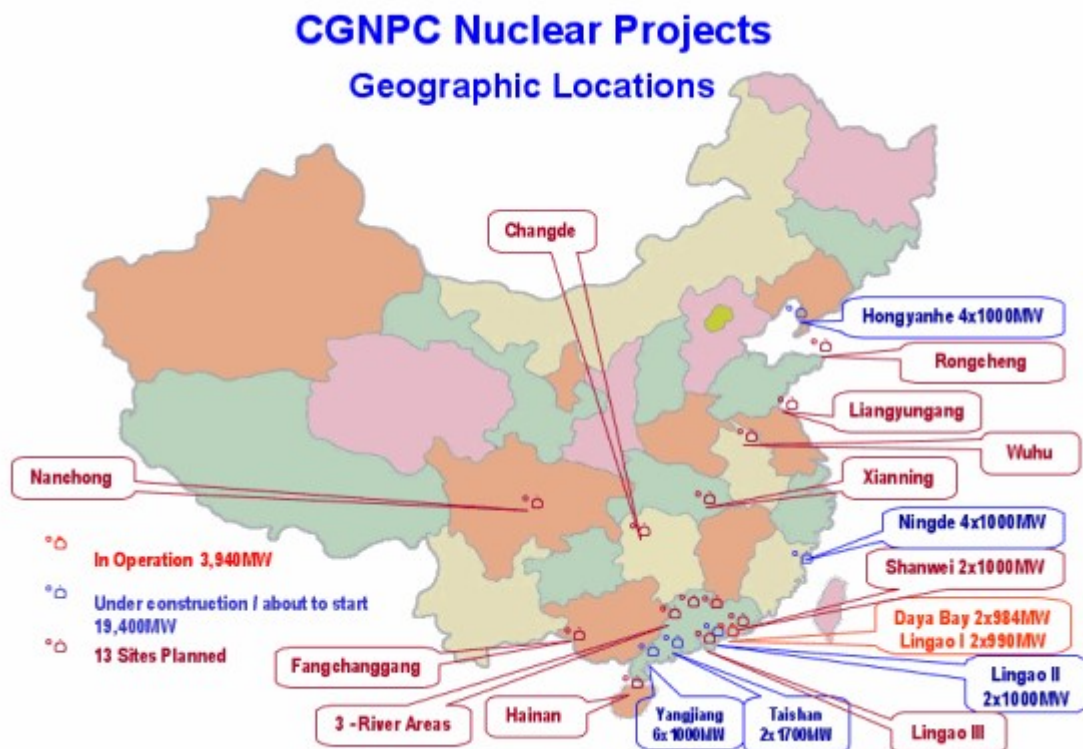 CGNPC Nuclear Projects
Geographic Locations
Changde
Hongyanhe 4x1000MW
Rongcheng
Liangyungang
Wuhu
Nanchong
Xianning
Ningde 4x1000MW
Shanwei 2x1000MW
In Operation 3,940MW
Under construction / about to start
19,400MW
13 Sites Planned
Daya Bay 2x984MW
Lingao I 2x990MW
Fangchanggang
Lingao II
2x1000MW
3 -River Areas
Hainan
Yangjiang
6x1000MW
Taishan
2x1700MW
Lingao III